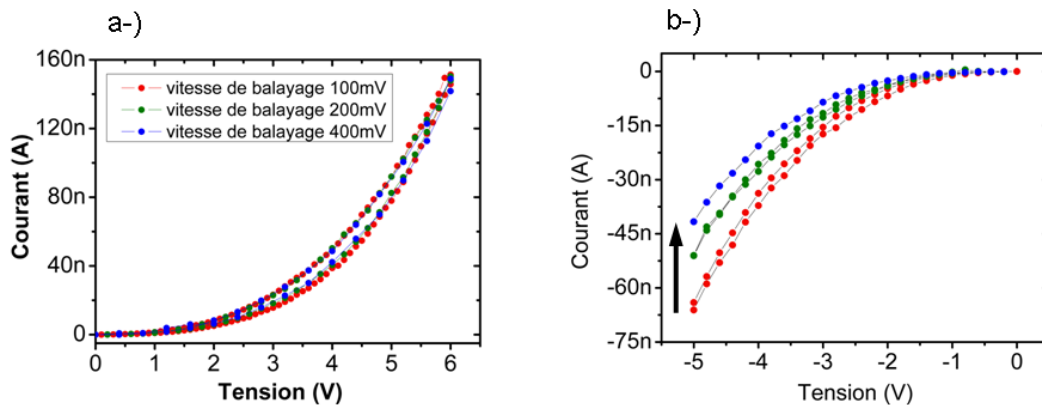 a-)
160n
120n
80n
40n
0
Courant (A)
vitesse de balayage 100mV
vitesse de balayage 200mV
vitesse de balayage 400mV
0 1 2 3 4 5 6
Tension (V)
b-)
0
-15n
-30n
-45n
-60n
-75n
Courant (A)
-5 -4 -3 -2 -1 0
Tension (V)